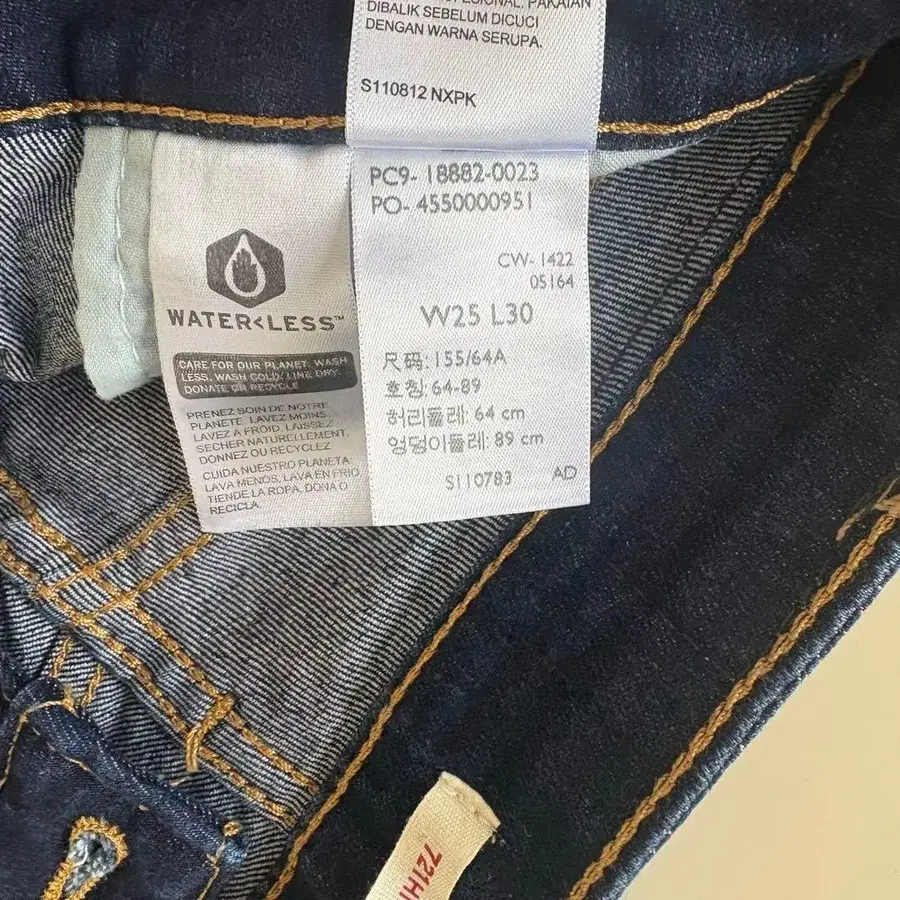 DIBALIK SEBELUM DICUCI
DENGAN WARNA SERUPA.
S110812 NXPK
PC9- 18882-0023
PO- 4550000951
CW- 1422
05164
W25 L30
尺码: 155/64A
호칭: 64-89
허리둘레: 64 cm
엉덩이둘레: 89 cm
S110783 AD
WATER<LESS™
CARE FOR OUR PLANET. WASH
LESS, WASH COLD, LINE DRY,
DONATE OR RECYCLE
PRENEZ SOIN DE NOTRE
PLANETE. LAVEZ MOINS,
LAVEZ A FROID, LAISSEZ
SECHER NATURELLEMENT,
DONNEZ OU RECYCLEZ
CUIDA NUESTRO PLANETA:
LAVA MENOS, LAVA EN FRIO,
TIENDE LA ROPA, DONA O
RECICLA.